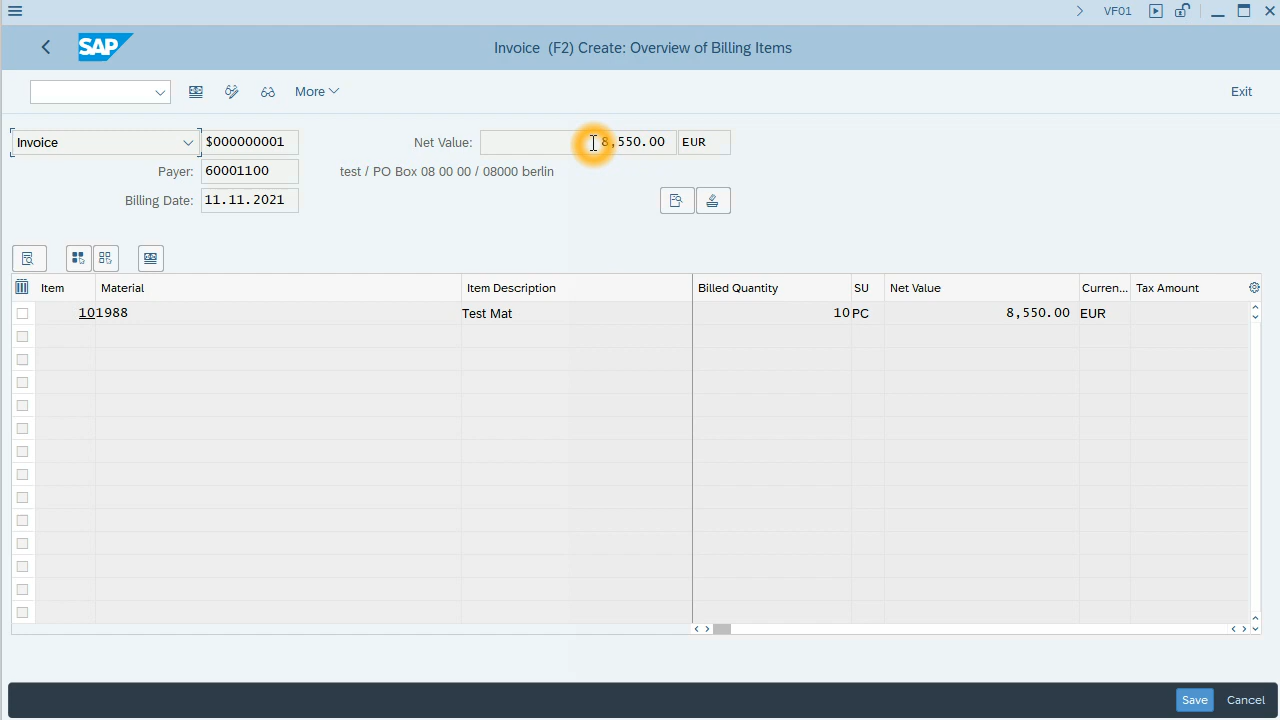 VF01
SAP Invoice (F2) Create: Overview of Billing Items
More Exit
Invoice $000000001 Net Value: 8,550.00 EUR
Payer: 60001100 test / PO Box 08 00 00 / 08000 berlin
Billing Date: 11.11.2021
Item Material Item Description Billed Quantity SU Net Value Curren... Tax Amount
10 1988 Test Mat 10 PC 8,550.00 EUR
Save Cancel